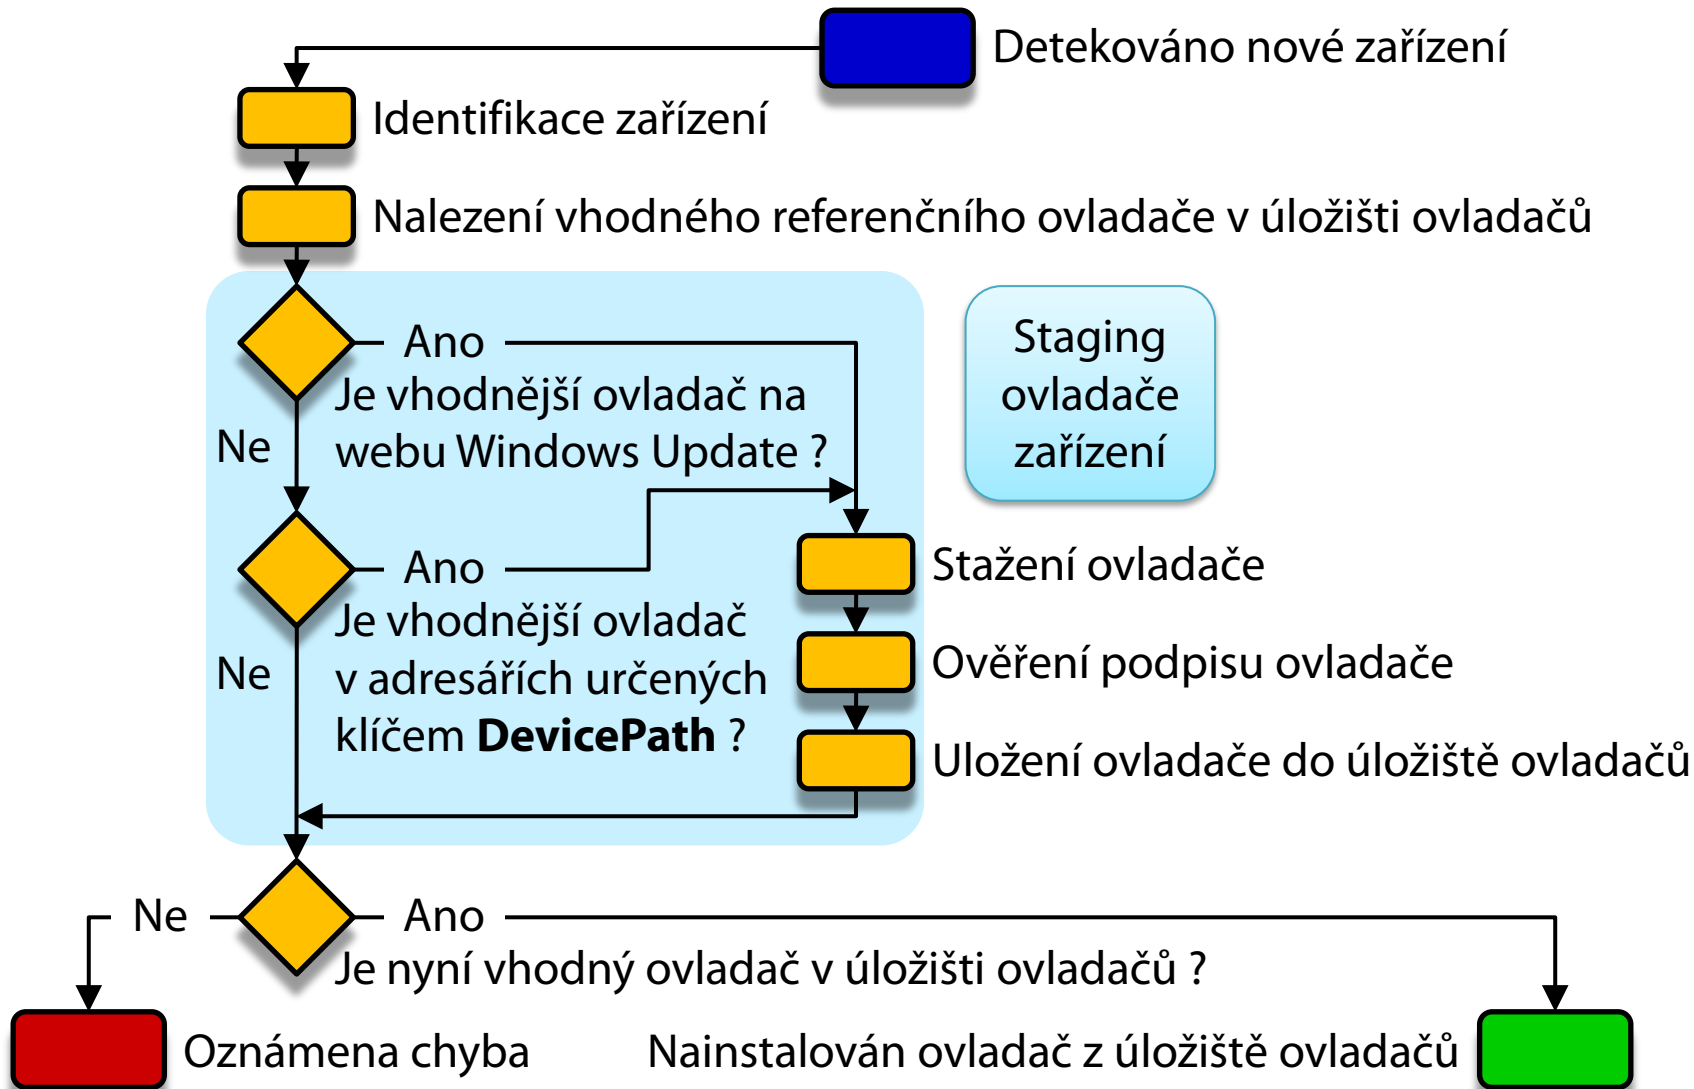 Detekováno nové zařízení
Identifikace zařízení
Nalezení vhodného referenčního ovladače v úložišti ovladačů
Ano
Je vhodnější ovladač na
webu Windows Update ?
Ne
Staging
ovladače
zařízení
Ano
Je vhodnější ovladač
v adresářích určených
klíčem DevicePath ?
Ne
Stažení ovladače
Ověření podpisu ovladače
Uložení ovladače do úložiště ovladačů
Ne
Ano
Je nyní vhodný ovladač v úložišti ovladačů ?
Oznámena chyba
Nainstalován ovladač z úložiště ovladačů